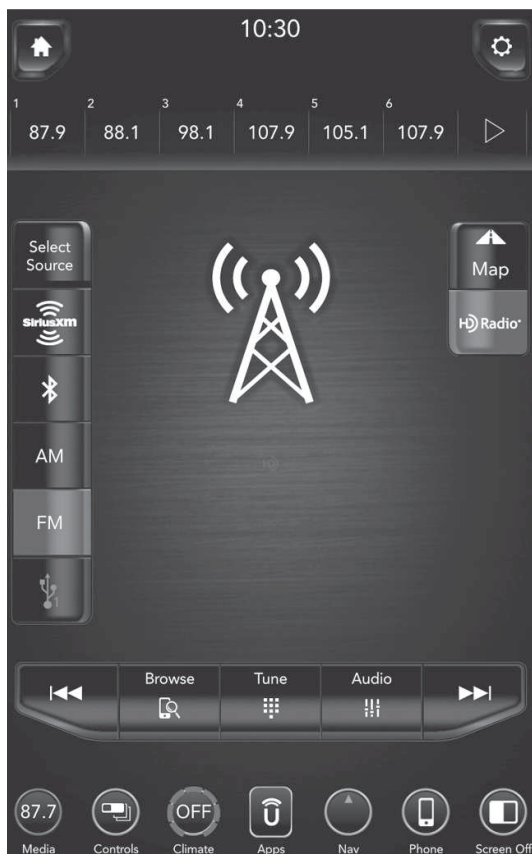 10:30
1 2 3 4 5 6
87.9 88.1 98.1 107.9 105.1 107.9
Select
Source
Map
SiriusXM
HD Radio
AM
FM
1
Browse Tune Audio
87.7 OFF
Media Controls Climate Apps Nav Phone Screen Off